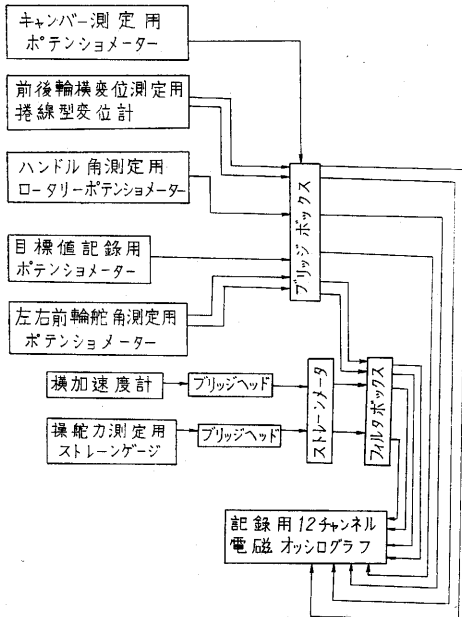 キャンバー測定用
ポテンショメーター
前後輪横変位測定用
捲線型変位計
ハンドル角測定用
ロータリーポテンショメーター
目標値記録用
ポテンショメーター
左右前輪舵角測定用
ポテンショメーター
ブリッジボックス
横加速度計
ブリッジヘッド
操舵力測定用
ストレーンゲージ
ブリッジヘッド
ストレーンメータ
フィルタボックス
記録用12チャンネル
電磁オッシログラフ